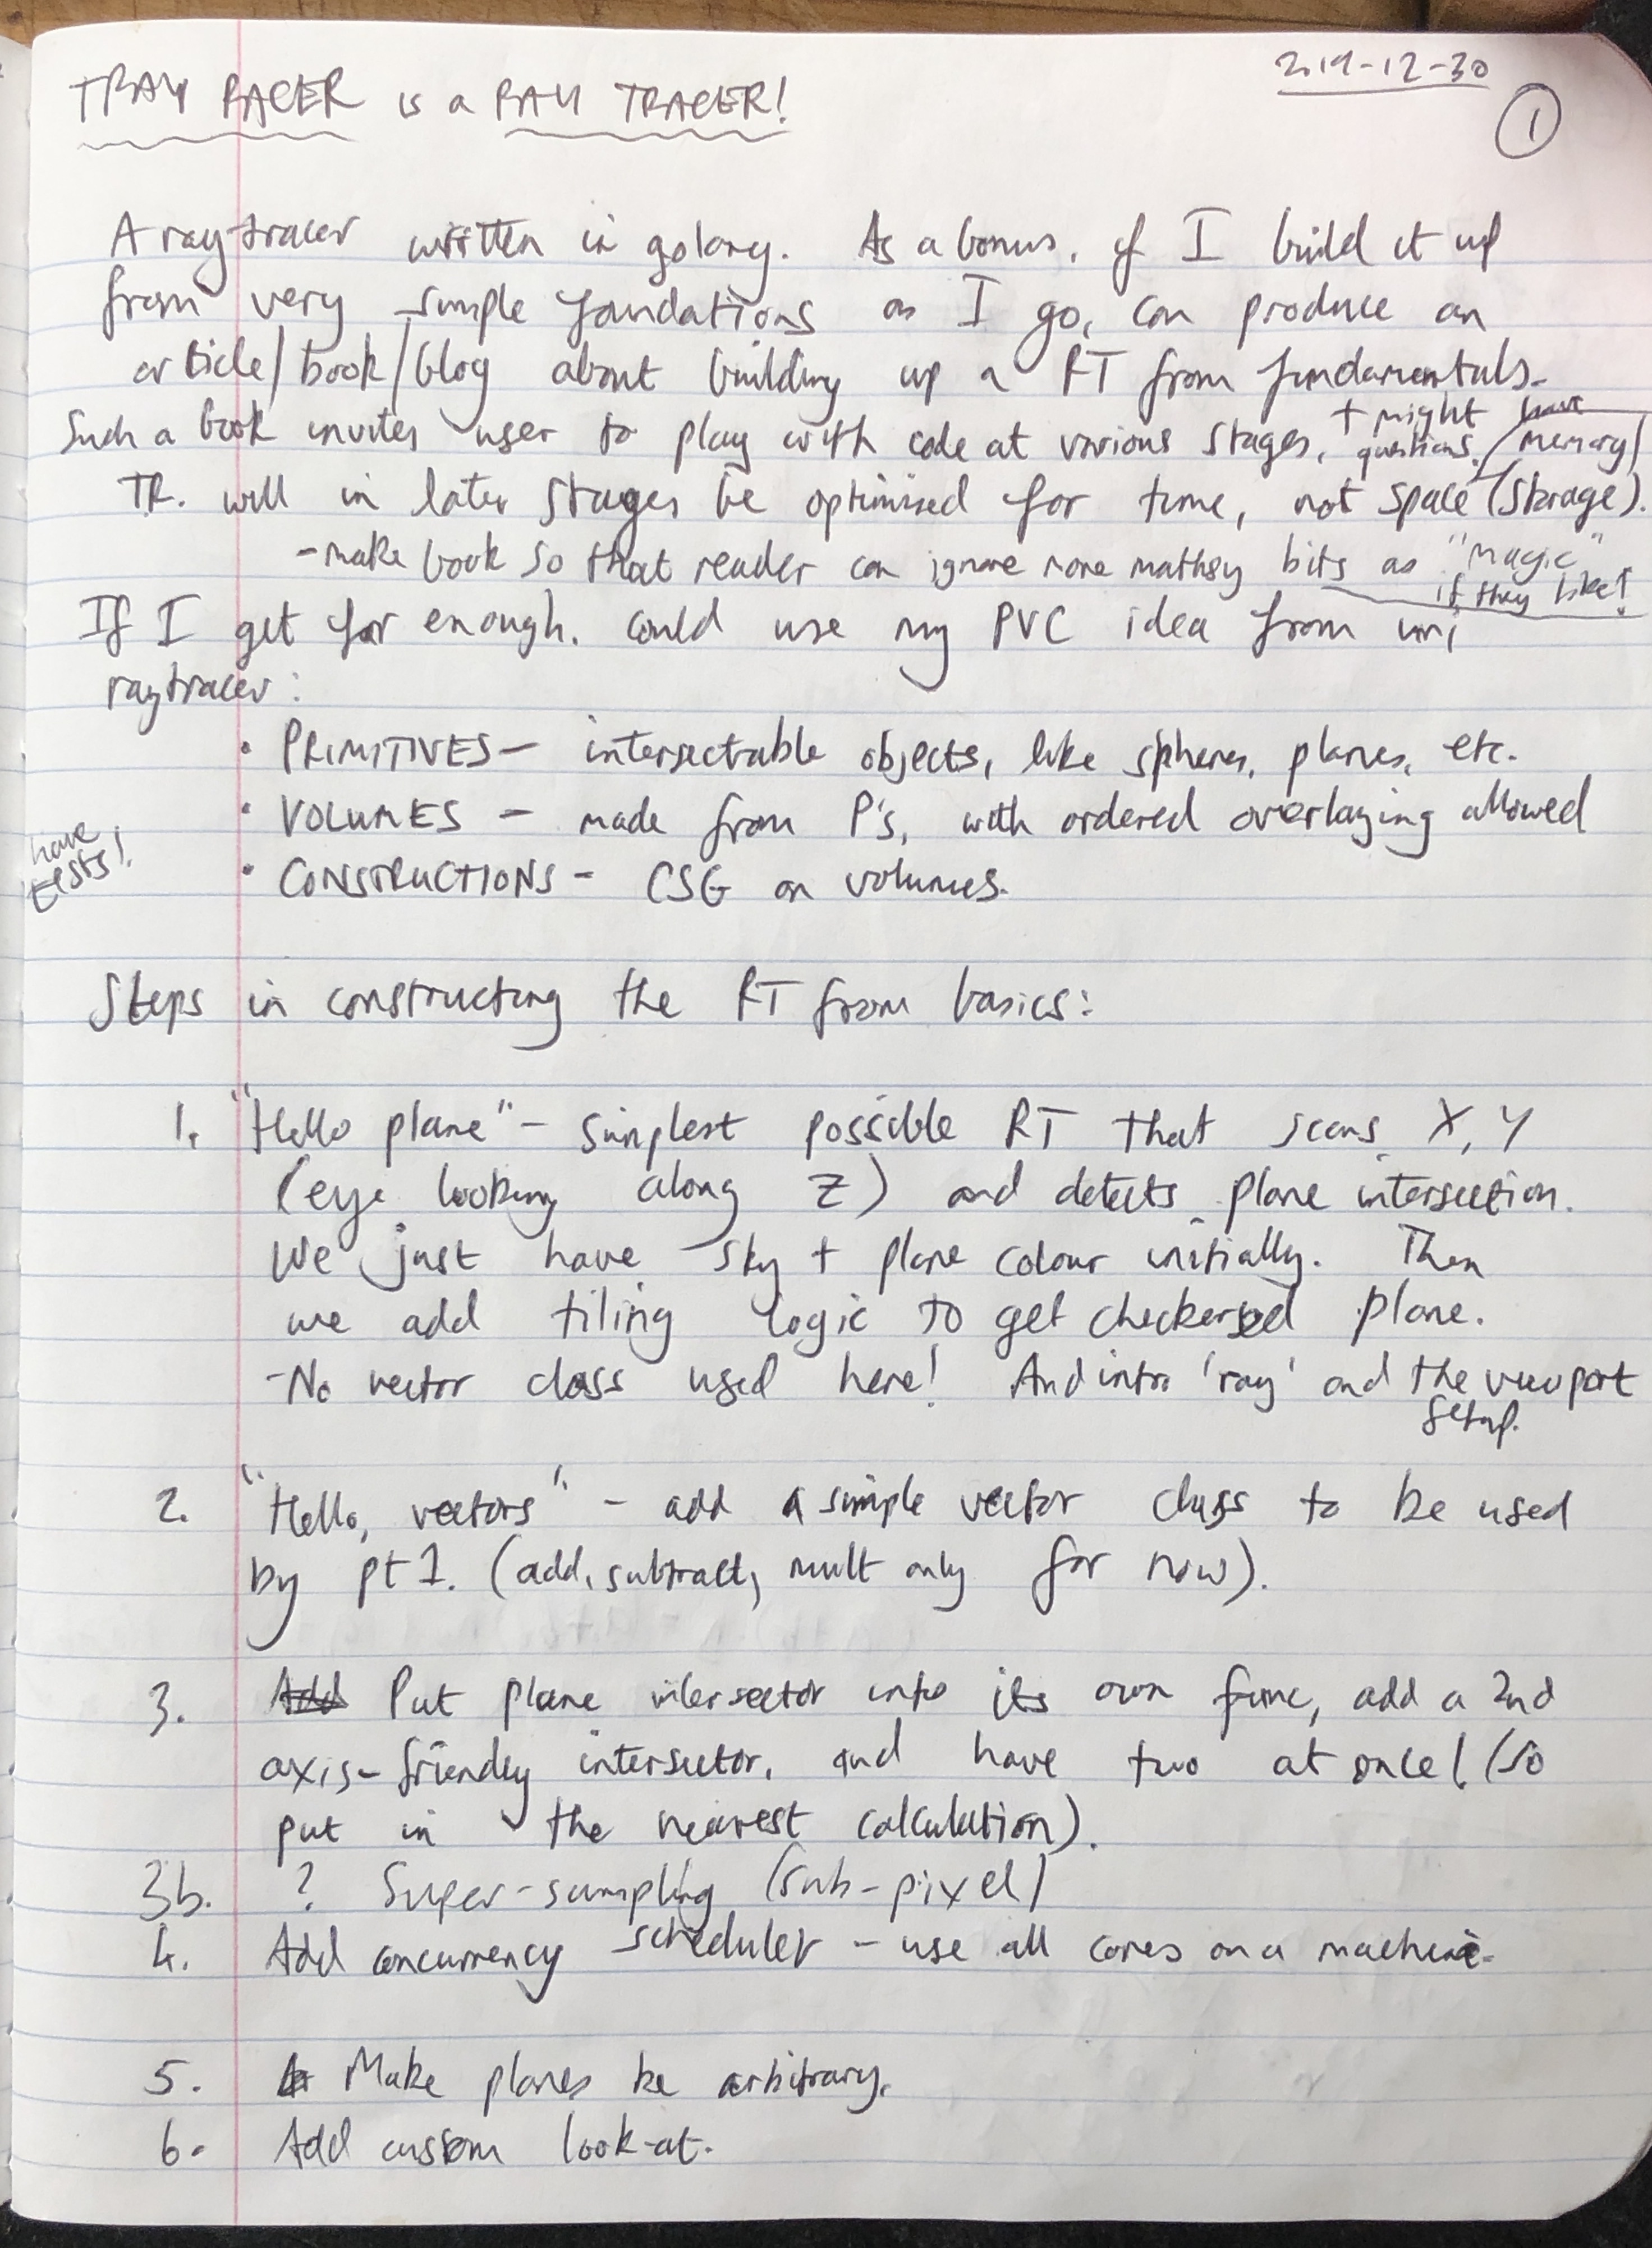 2019-12-30
1
TRAY RACER is a RAY TRACER!
A raytracer written in golang. As a bonus, if I build it up
from very simple foundations as I go, can produce an
article/book/blog about building up a RT from fundamentals.
Such a book invites user to play with code at various stages, + might have
questions. memory/
TR. will in later stages be optimised for time, not space (storage).
- make book so that reader can ignore more mathsy bits as "magic"
if they like!
If I get far enough, could use my PVC idea from uni
raytracer:
• PRIMITIVES - intersectable objects, like spheres, planes, etc.
• VOLUMES - made from P's, with ordered overlaying allowed
have
tests!
• CONSTRUCTIONS - CSG on volumes.
Steps in constructing the RT from basics:
1. "Hello plane" - simplest possible RT that scans X, Y
(eye looking along Z) and detects plane intersection.
We just have sky + plane colour initially. Then
we add tiling logic to get checkered plane.
- No vector class used here! And intro 'ray' and the viewport
setup.
2. "Hello, vectors" - add a simple vector class to be used
by pt 1. (add, subtract, mult only for now).
3. Add Put plane intersector into its own func, add a 2nd
axis-friendly intersector, and have two at once! (so
put in the nearest calculation).
3b. ? Super-sampling (sub-pixel)
4. Add concurrency scheduler - use all cores on a machine.
5. Make planes be arbitrary.
6. Add custom look-at.